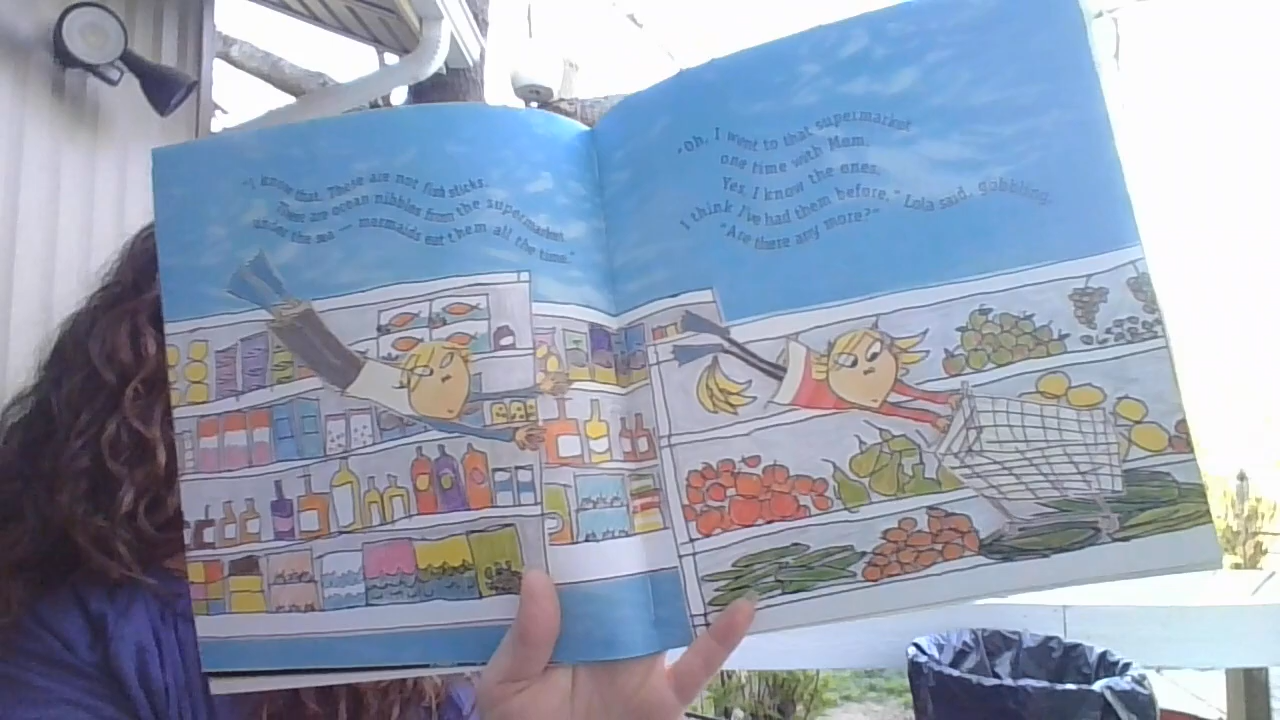 "I know that. These are not fish sticks.
These are ocean nibbles from the supermarket
under the sea — mermaids eat them all the time."
"Oh, I went to that supermarket
one time with Mom.
Yes, I know the ones.
I think I've had them before," Lola said, gobbling.
"Are there any more?"